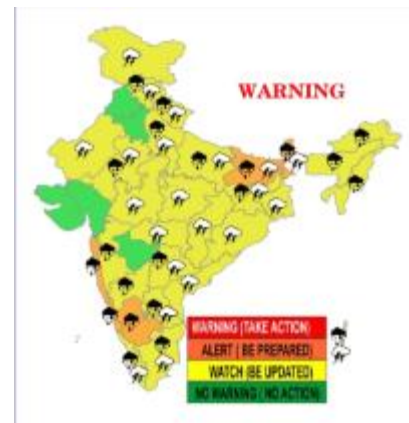 WARNING
WARNING (TAKE ACTION)
ALERT ( BE PREPARED)
WATCH (BE UPDATED)
NO WARNING ( NO ACTION)